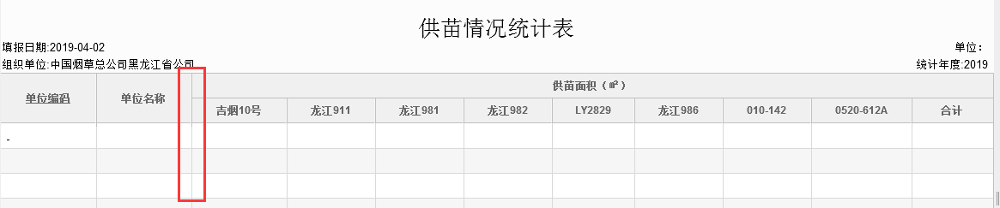 供苗情况统计表
填报日期:2019-04-02 单位：
组织单位:中国烟草总公司黑龙江省公司 统计年度:2019
单位编码 单位名称 供苗面积（㎡）
吉烟10号 龙江911 龙江981 龙江982 LY2829 龙江986 010-142 0520-612A 合计
-